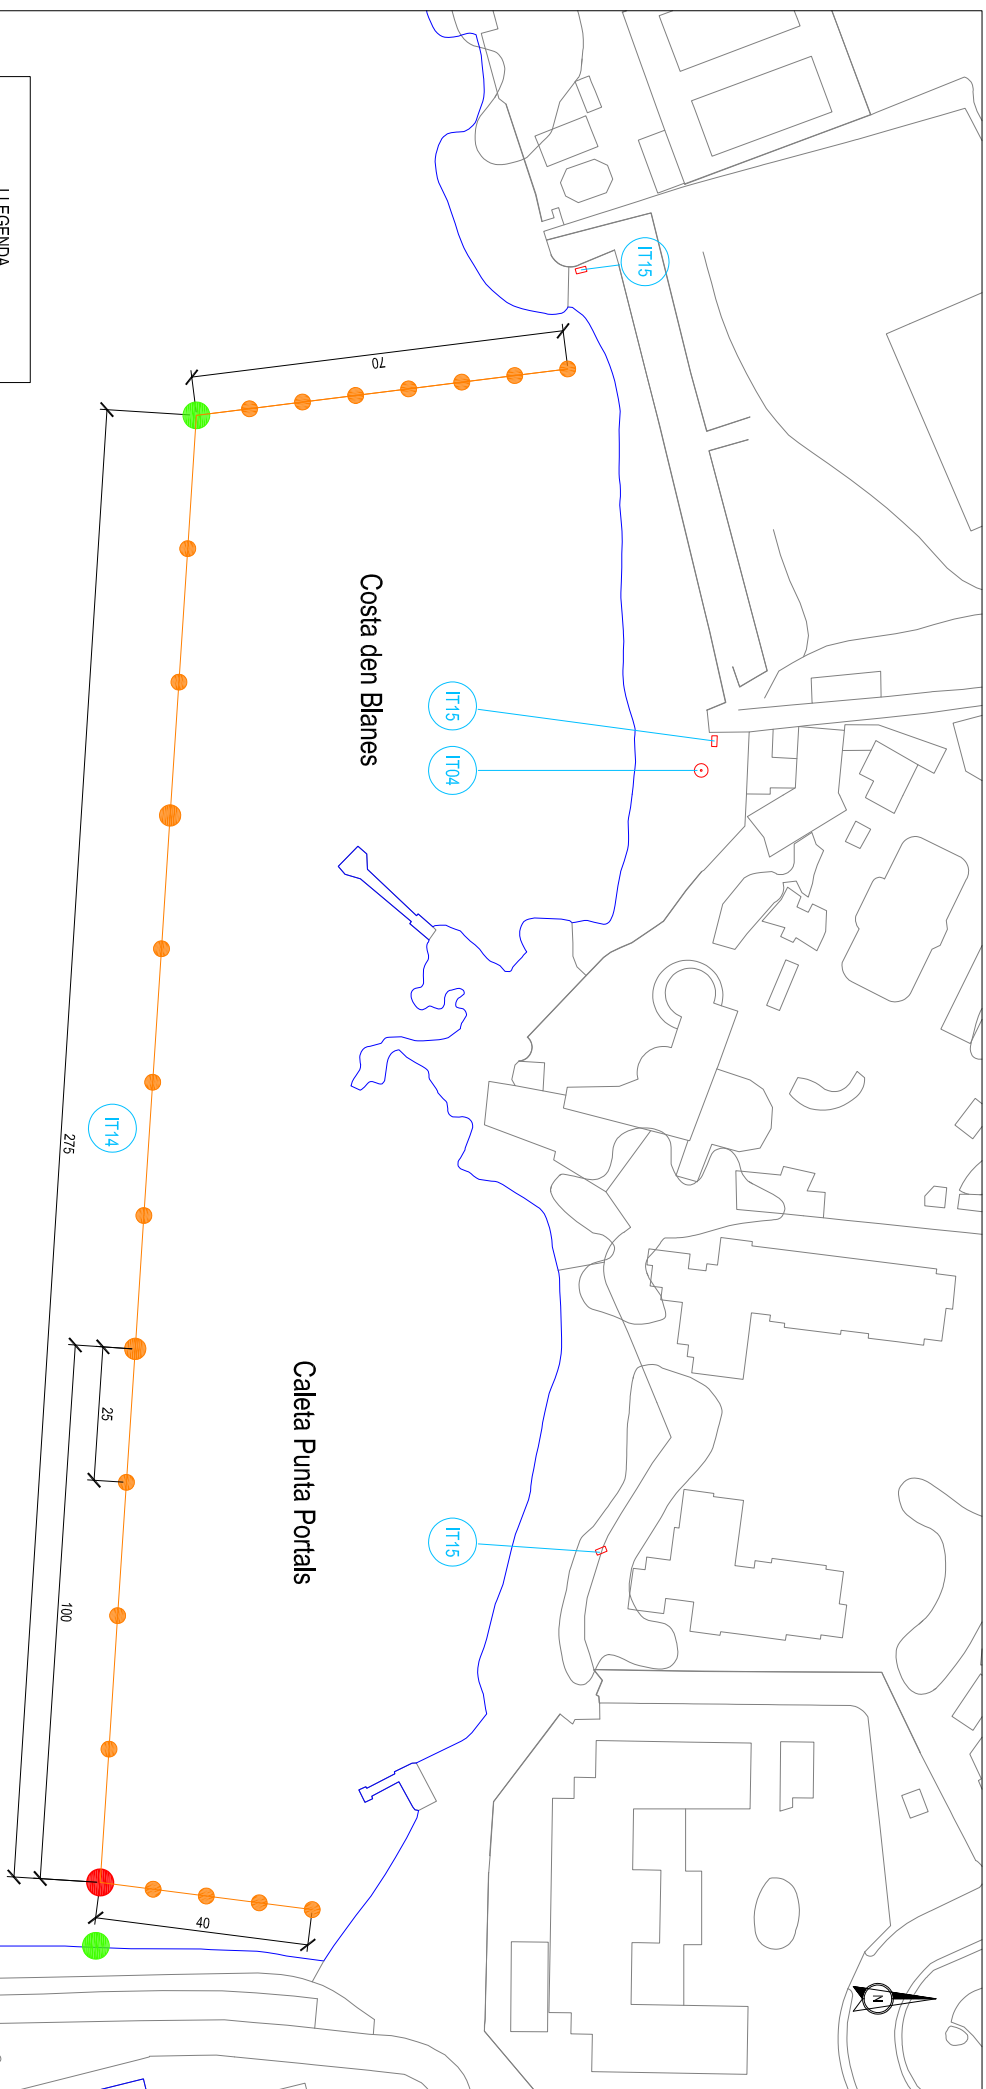 LLEGENDA
IT15
70
Costa den Blanes
IT15
IT04
IT14
275
25
Caleta Punta Portals
100
IT15
40
N